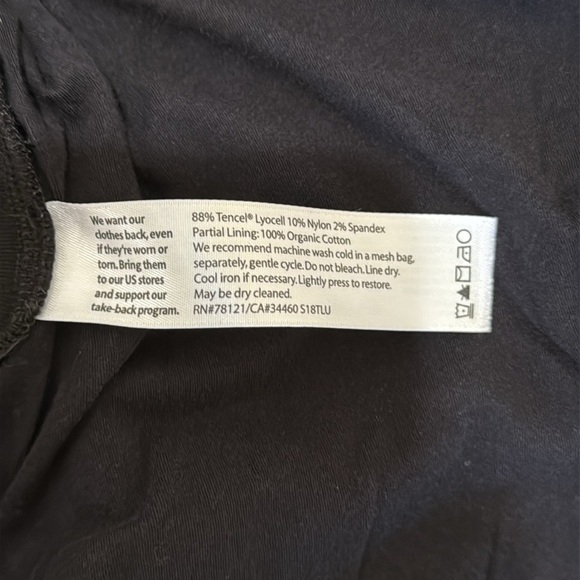 We want our
clothes back, even
if they're worn or
torn. Bring them
to our US stores
and support our
take-back program.
88% Tencel® Lyocell 10% Nylon 2% Spandex
Partial Lining: 100% Organic Cotton
We recommend machine wash cold in a mesh bag,
separately, gentle cycle. Do not bleach. Line dry.
Cool iron if necessary. Lightly press to restore.
May be dry cleaned.
RN#78121/CA#34460 S18TLU